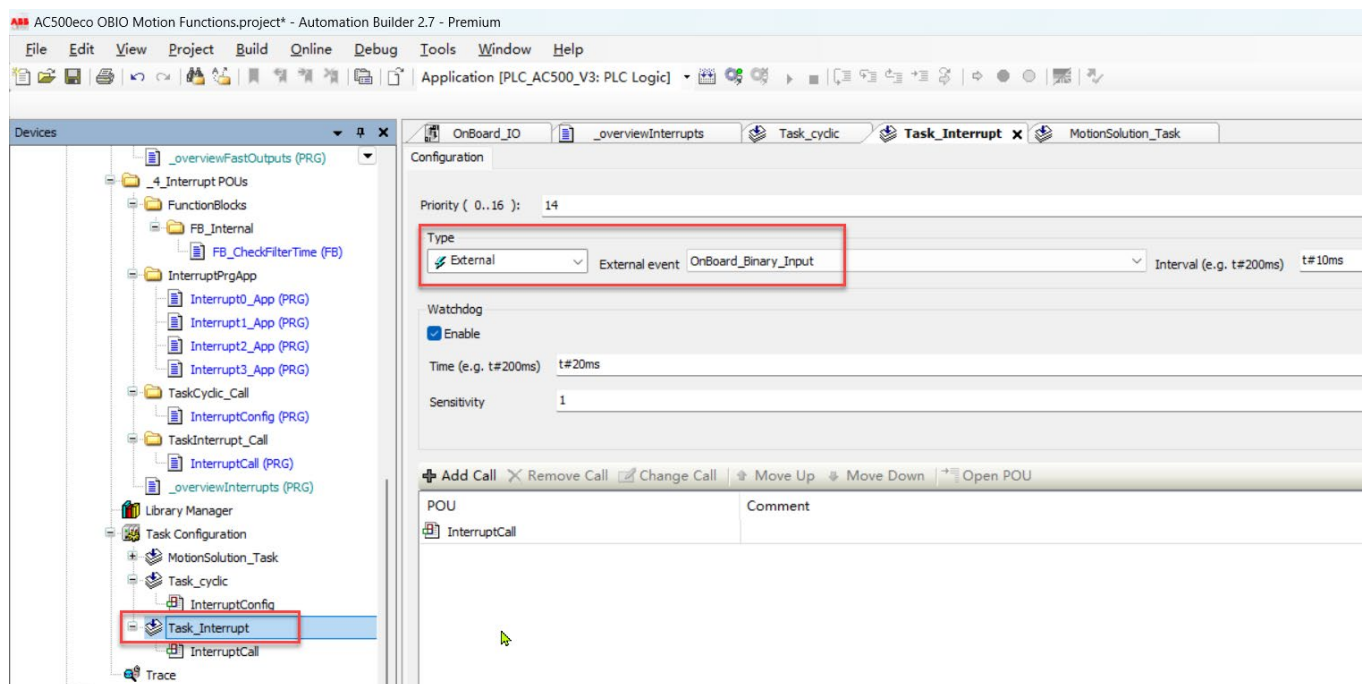 ABB AC500eco OBIO Motion Functions.project* - Automation Builder 2.7 - Premium
File Edit View Project Build Online Debug Tools Window Help
Application [PLC_AC500_V3: PLC Logic]
Devices
_overviewFastOutputs (PRG)
_4_Interrupt POUs
FunctionBlocks
FB_Internal
FB_CheckFilterTime (FB)
InterruptPrgApp
Interrupt0_App (PRG)
Interrupt1_App (PRG)
Interrupt2_App (PRG)
Interrupt3_App (PRG)
TaskCyclic_Call
InterruptConfig (PRG)
TaskInterrupt_Call
InterruptCall (PRG)
_overviewInterrupts (PRG)
Library Manager
Task Configuration
MotionSolution_Task
Task_cyclic
InterruptConfig
Task_Interrupt
InterruptCall
Trace
OnBoard_IO _overviewInterrupts Task_cyclic Task_Interrupt MotionSolution_Task
Configuration
Priority ( 0..16 ): 14
Type
External External event OnBoard_Binary_Input Interval (e.g. t#200ms) t#10ms
Watchdog
Enable
Time (e.g. t#200ms) t#20ms
Sensitivity 1
Add Call Remove Call Change Call Move Up Move Down Open POU
POU Comment
InterruptCall